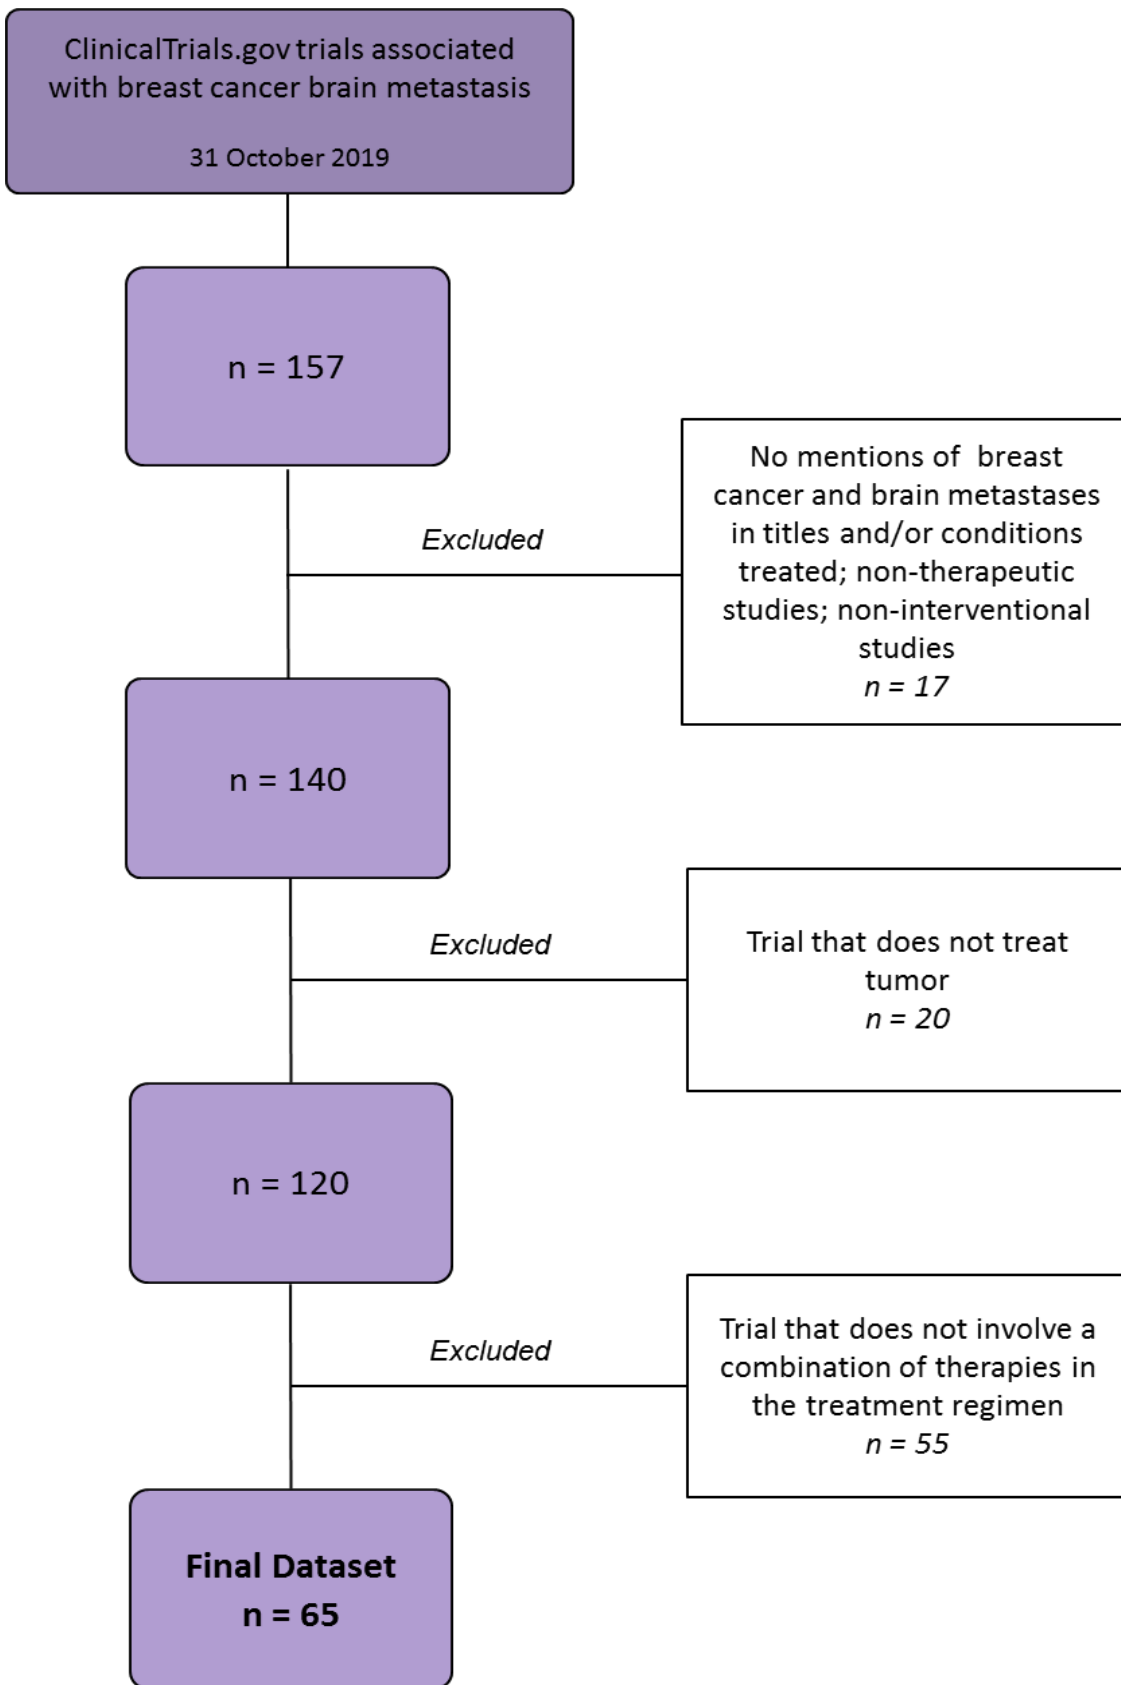 ClinicalTrials.gov trials associated
with breast cancer brain metastasis
31 October 2019
n = 157
No mentions of breast
cancer and brain metastases
in titles and/or conditions
treated; non-therapeutic
studies; non-interventional
studies
n = 17
Excluded
n = 140
Trial that does not treat
tumor
n = 20
Excluded
n = 120
Trial that does not involve a
combination of therapies in
the treatment regimen
n = 55
Excluded
Final Dataset
n = 65